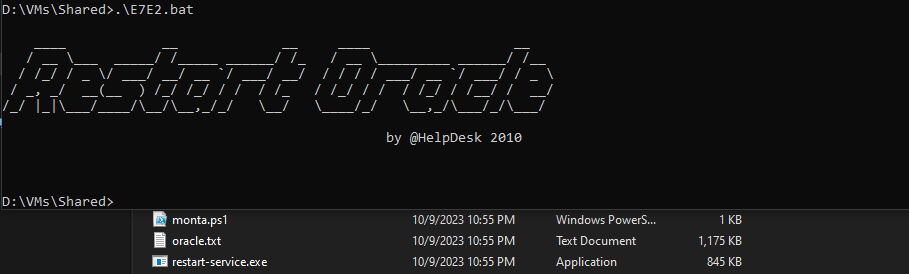 D:\VMs\Shared>.\E7E2.bat
Restart Oracle
by @HelpDesk 2010
D:\VMs\Shared>
monta.ps1 10/9/2023 10:55 PM Windows PowerS... 1 KB
oracle.txt 10/9/2023 10:55 PM Text Document 1,175 KB
restart-service.exe 10/9/2023 10:55 PM Application 845 KB